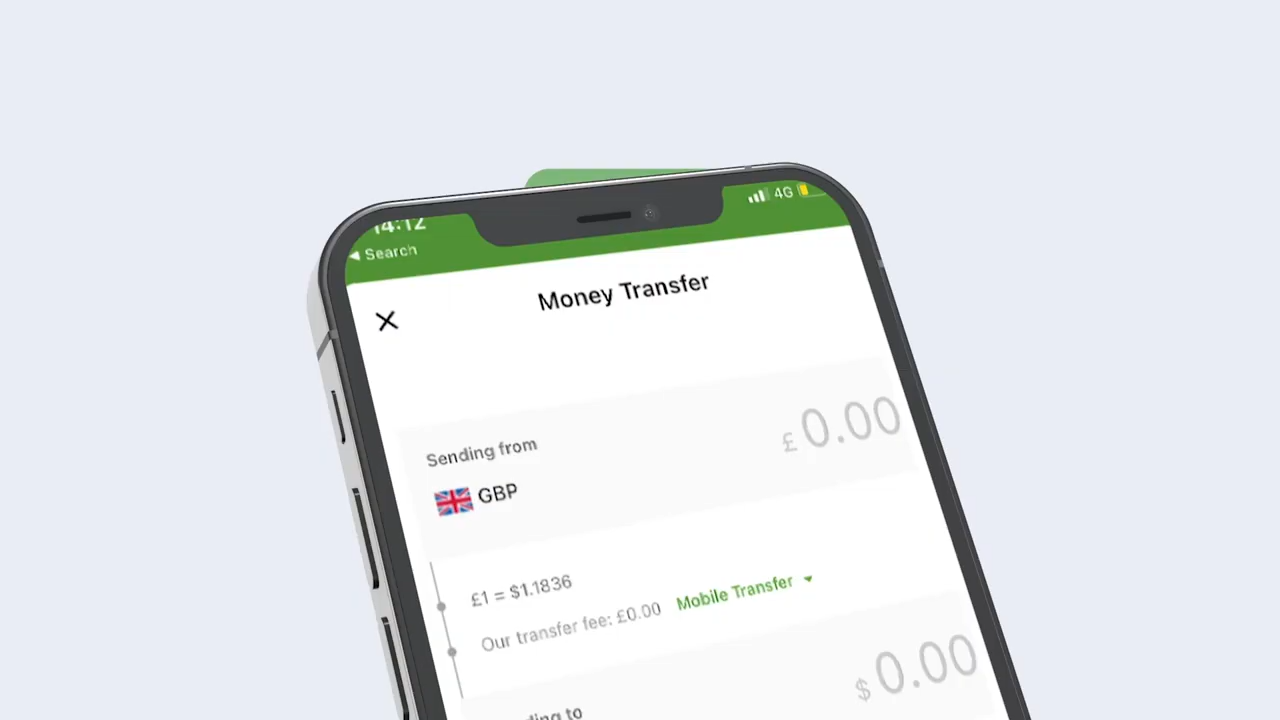 14:12
4G
◀ Search
Money Transfer
£ 0.00
Sending from
GBP
£1 = $1.1836
Our transfer fee: £0.00 Mobile Transfer
$ 0.00
to